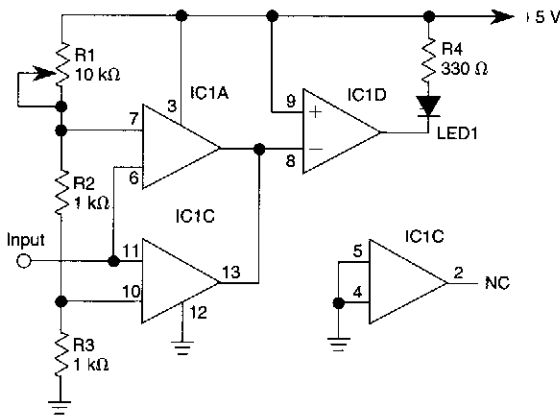 +5 V
R1
10 kΩ
R4
330 Ω
IC1A
3
IC1D
9
+
7
LED1
8
−
6
R2
1 kΩ
IC1C
IC1C
Input
11
5
13
2
NC
10
4
12
R3
1 kΩ